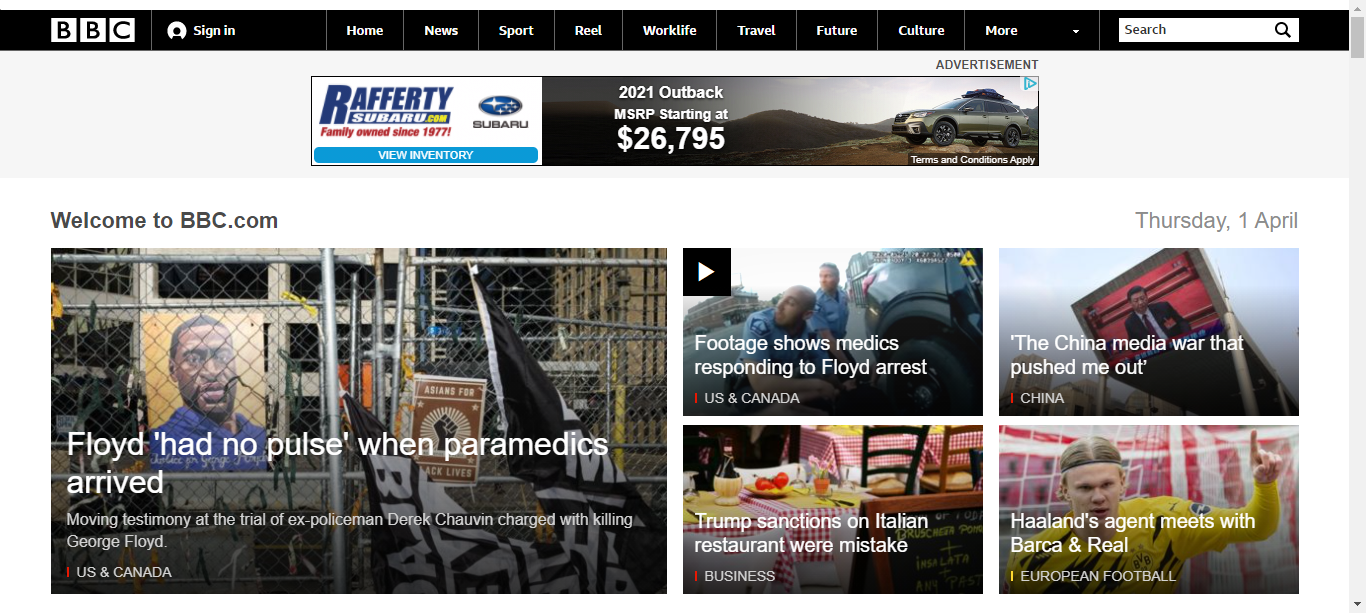 BBC Sign in Home News Sport Reel Worklife Travel Future Culture More Search
ADVERTISEMENT
RAFFERTY
SUBARU.COM
Family owned since 1977!
SUBARU
VIEW INVENTORY
2021 Outback
MSRP Starting at
$26,795
Terms and Conditions Apply
Welcome to BBC.com
Thursday, 1 April
ASIANS FOR
BLACK LIVES
Floyd 'had no pulse' when paramedics
arrived
Moving testimony at the trial of ex-policeman Derek Chauvin charged with killing
George Floyd.
US & CANADA
Footage shows medics
responding to Floyd arrest
US & CANADA
'The China media war that
pushed me out’
CHINA
Trump sanctions on Italian
restaurant were mistake
BUSINESS
INSALATA
Haaland's agent meets with
Barca & Real
EUROPEAN FOOTBALL